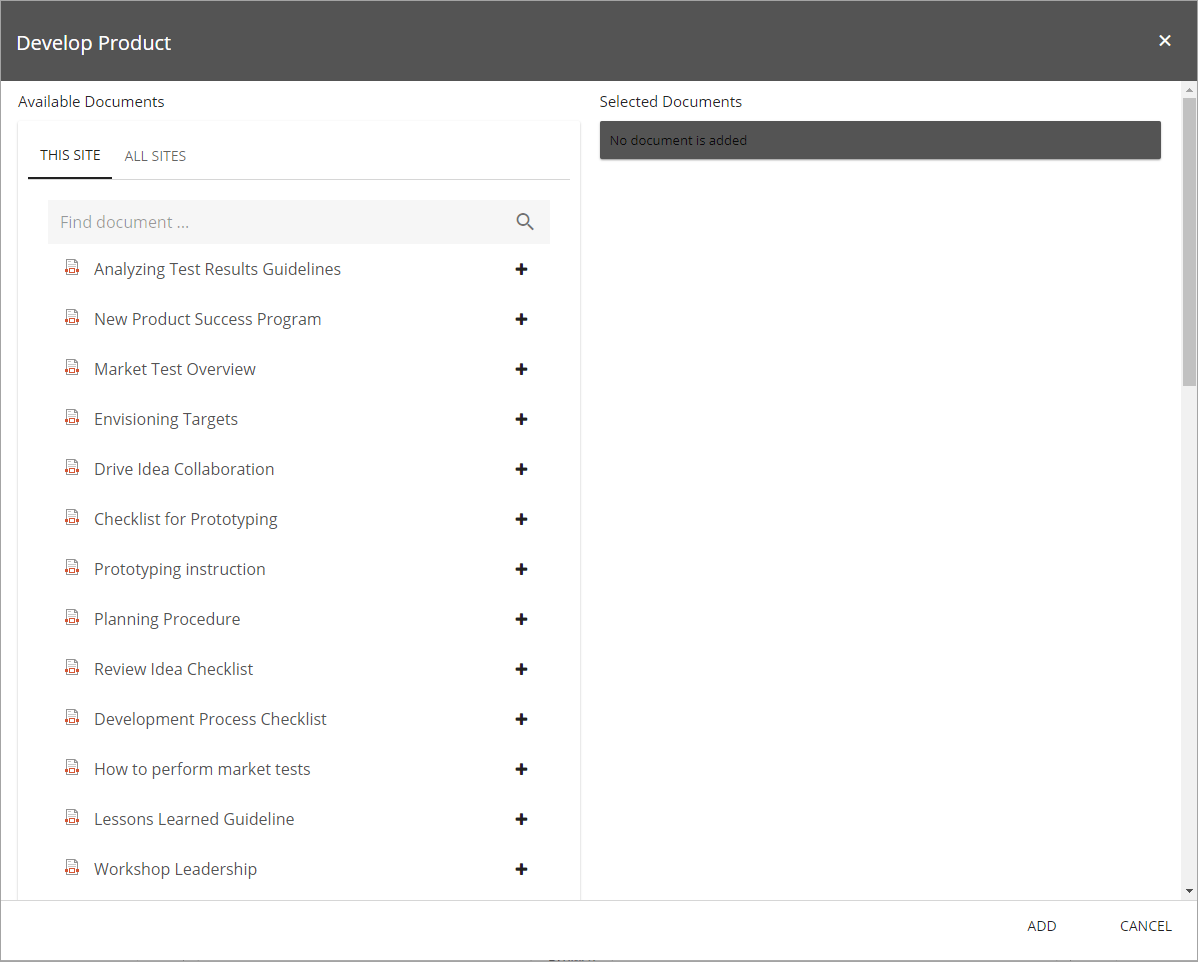 Develop Product
Available Documents
Selected Documents
No document is added
THIS SITE
ALL SITES
Find document ...
Analyzing Test Results Guidelines
New Product Success Program
Market Test Overview
Envisioning Targets
Drive Idea Collaboration
Checklist for Prototyping
Prototyping instruction
Planning Procedure
Review Idea Checklist
Development Process Checklist
How to perform market tests
Lessons Learned Guideline
Workshop Leadership
ADD
CANCEL